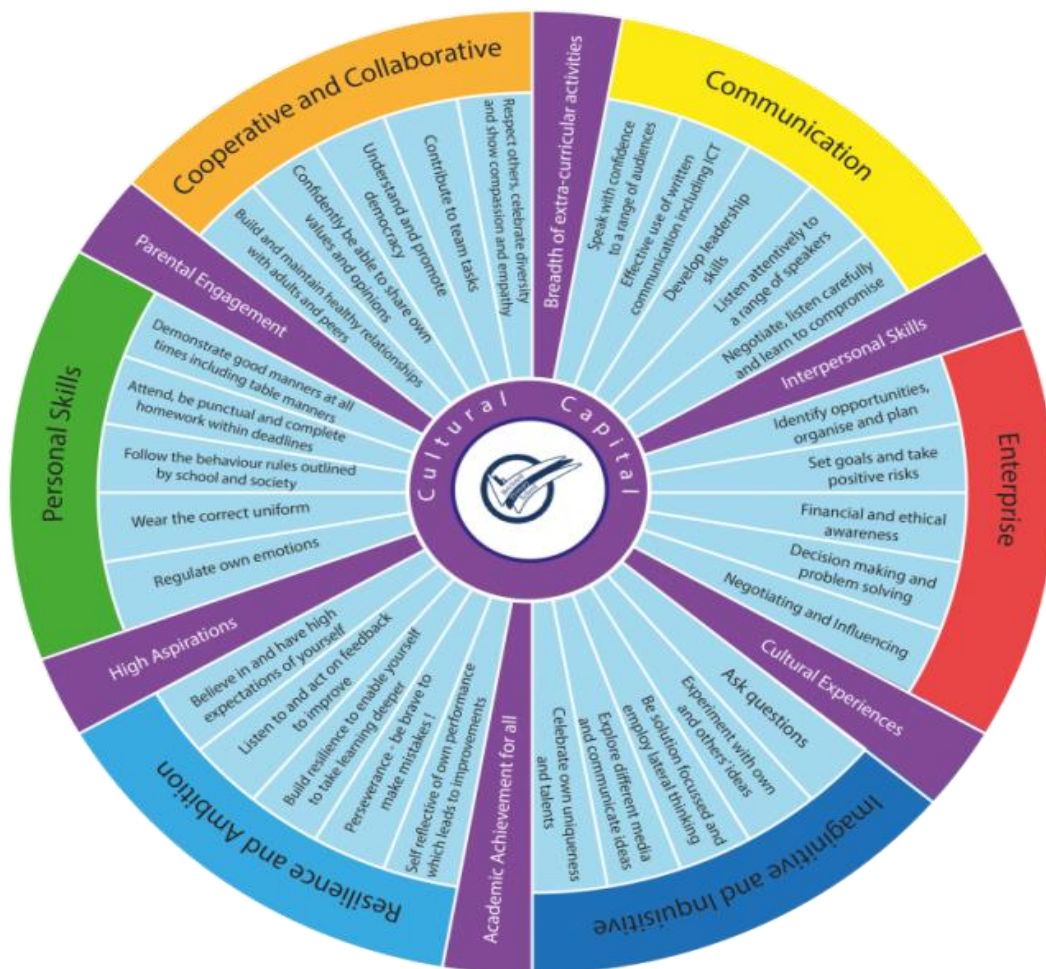 Cultural Capital
Breadth of extra-curricular activities
Communication
Speak with confidence
to a range of audiences
Effective use of written
communication including ICT
Develop leadership
skills
Listen attentively to
a range of speakers
Negotiate, listen carefully
and learn to compromise
Interpersonal Skills
Enterprise
Identify opportunities,
organise and plan
Set goals and take
positive risks
Financial and ethical
awareness
Decision making and
problem solving
Negotiating and Influencing
Cultural Experiences
Imaginitive and Inquisitive
Ask questions
Experiment with own
and others' ideas
Be solution focussed and
employ lateral thinking
Explore different media
and communicate ideas
Celebrate own uniqueness
and talents
Academic Achievement for all
Resilience and Ambition
Self reflective of own performance
which leads to improvements
Perseverance - be brave to
make mistakes !
Build resilience to enable yourself
to take learning deeper
Listen to and act on feedback
to improve
Believe in and have high
expectations of yourself
High Aspirations
Personal Skills
Regulate own emotions
Wear the correct uniform
Follow the behaviour rules outlined
by school and society
Attend, be punctual and complete
homework within deadlines
Demonstrate good manners at all
times including table manners
Parental Engagement
Cooperative and Collaborative
Build and maintain healthy relationships
with adults and peers
Confidently be able to share own
values and opinions
Understand and promote
democracy
Contribute to team tasks
Respect others, celebrate diversity
and show compassion and empathy